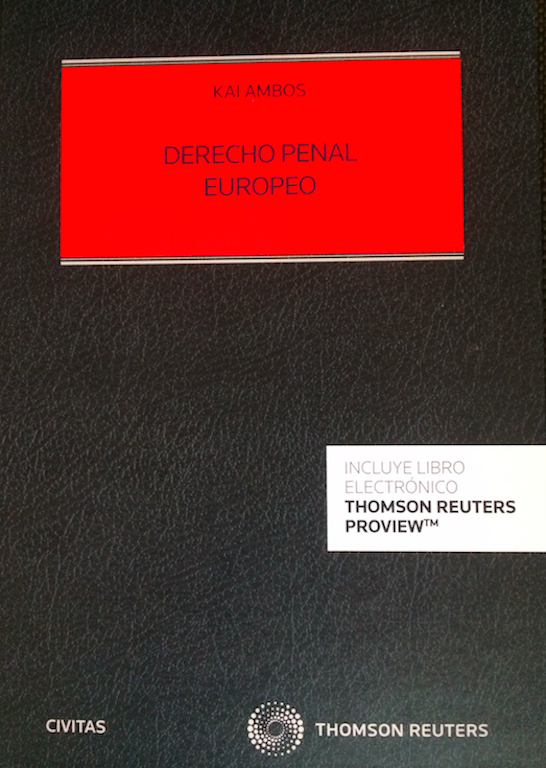 KAI AMBOS
DERECHO PENAL
EUROPEO
INCLUYE LIBRO
ELECTRÓNICO
THOMSON REUTERS
PROVIEW™
CIVITAS
THOMSON REUTERS